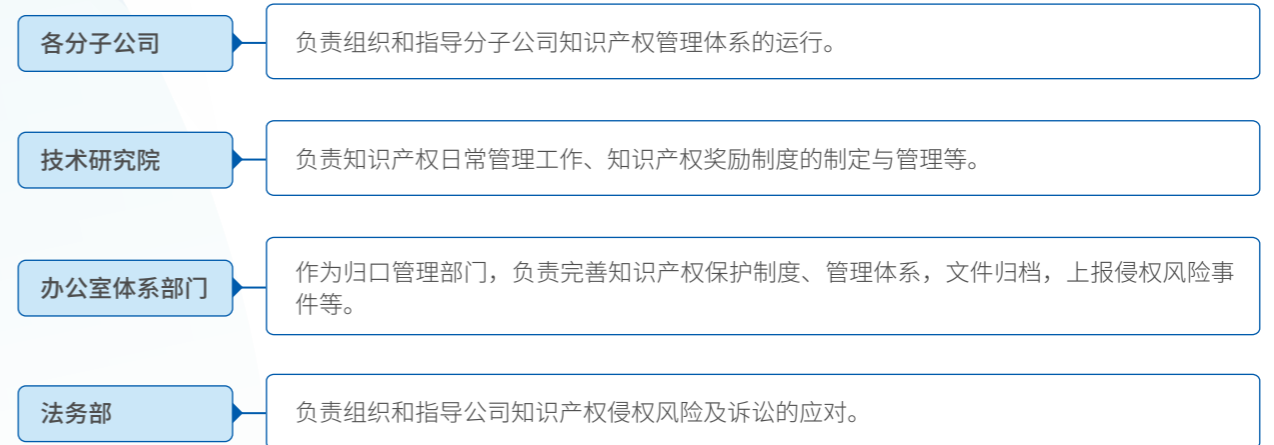 各分子公司
负责组织和指导分子公司知识产权管理体系的运行。
技术研究院
负责知识产权日常管理工作、知识产权奖励制度的制定与管理等。
办公室体系部门
作为归口管理部门，负责完善知识产权保护制度、管理体系，文件归档，上报侵权风险事
件等。
法务部
负责组织和指导公司知识产权侵权风险及诉讼的应对。